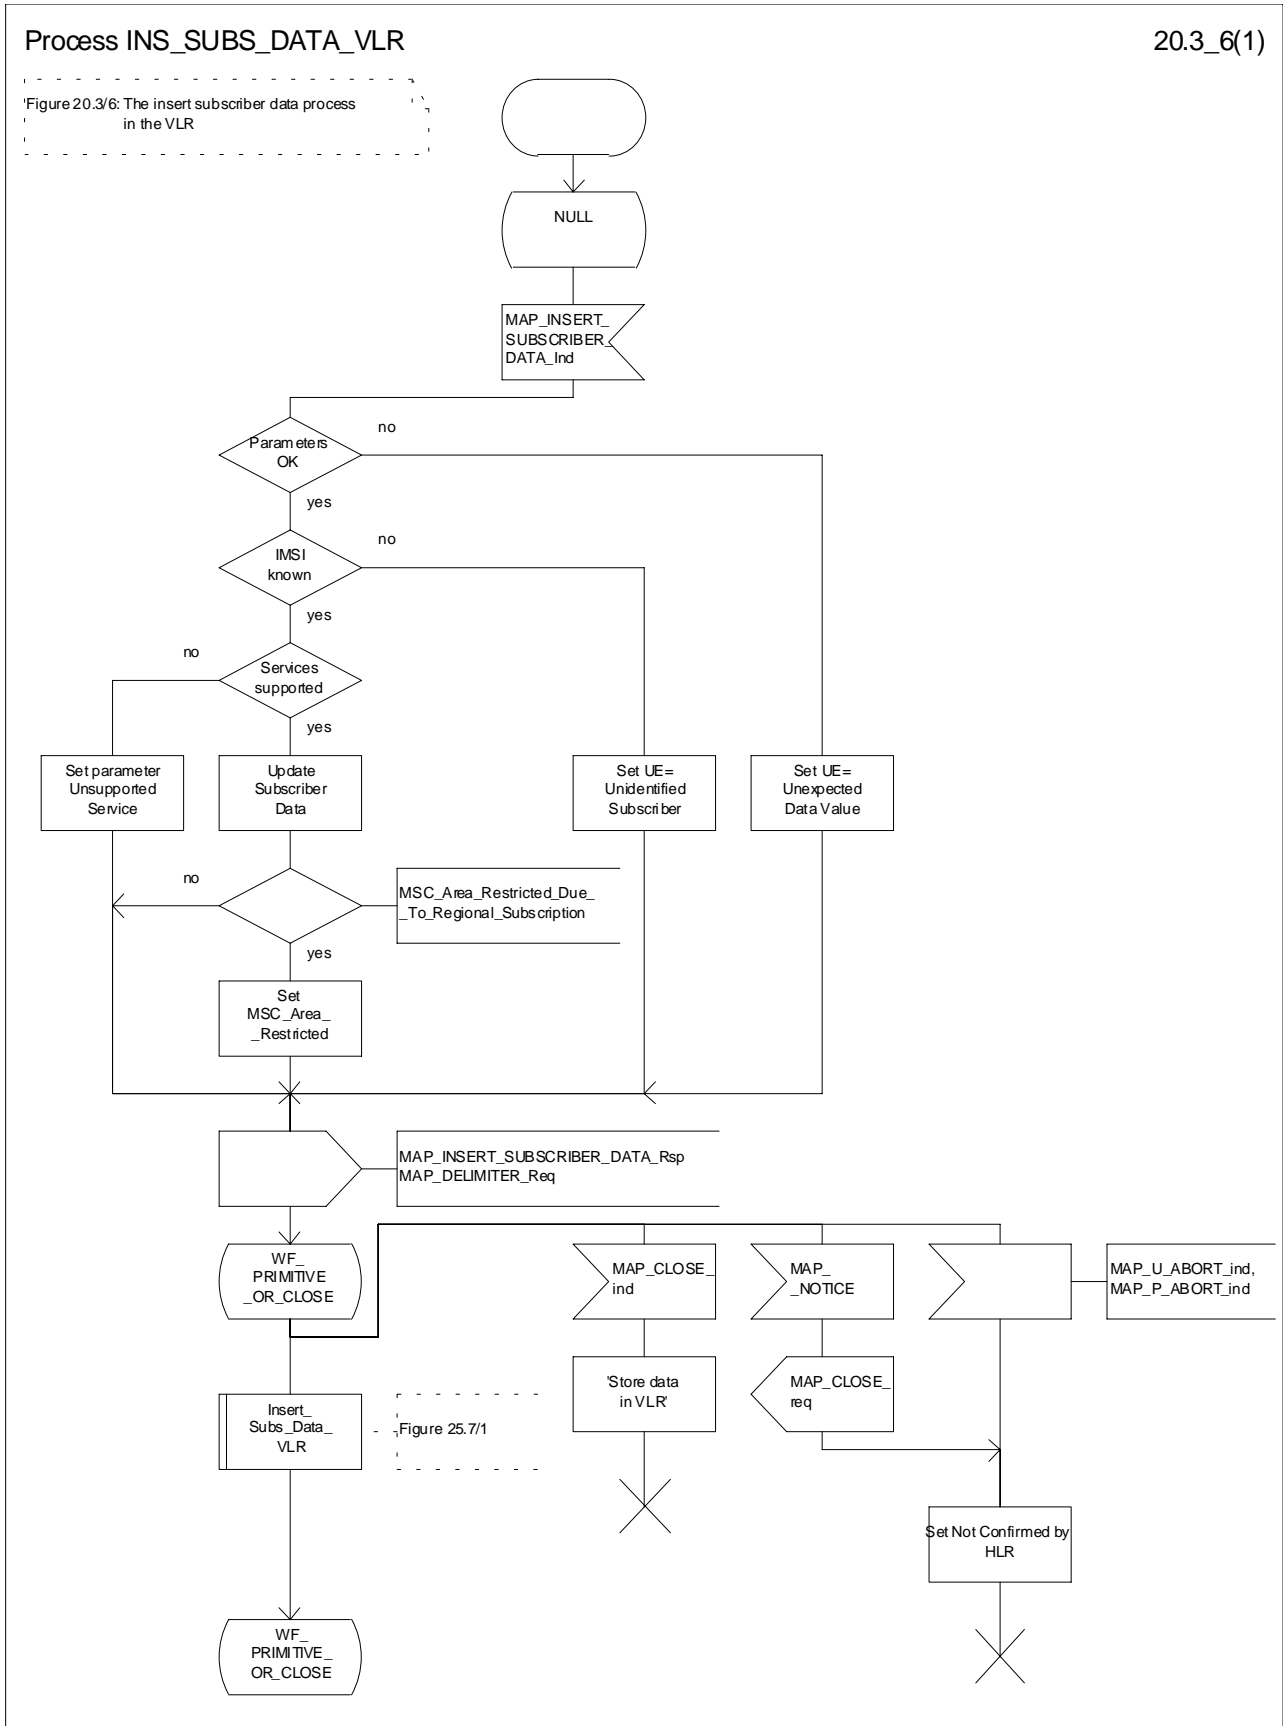 Process INS_SUBS_DATA_VLR
20.3_6(1)
Figure 20.3/6: The insert subscriber data process
in the VLR
NULL
MAP_INSERT_
SUBSCRIBER_
DATA_Ind
Parameters
OK
no
yes
IMSI
known
no
yes
Services
supported
no
yes
Set parameter
Unsupported
Service
Update
Subscriber
Data
Set UE=
Unidentified
Subscriber
Set UE=
Unexpected
Data Value
no
MSC_Area_Restricted_Due_
_To_Regional_Subscription
yes
Set
MSC_Area_
_Restricted
MAP_INSERT_SUBSCRIBER_DATA_Rsp
MAP_DELIMITER_Req
WF_
PRIMITIVE
_OR_CLOSE
MAP_CLOSE_
ind
MAP_
_NOTICE
MAP_U_ABORT_ind,
MAP_P_ABORT_ind
Insert_
Subs_Data_
VLR
Figure 25.7/1
'Store data
in VLR'
MAP_CLOSE_
req
Set Not Confirmed by
HLR
WF_
PRIMITIVE_
OR_CLOSE